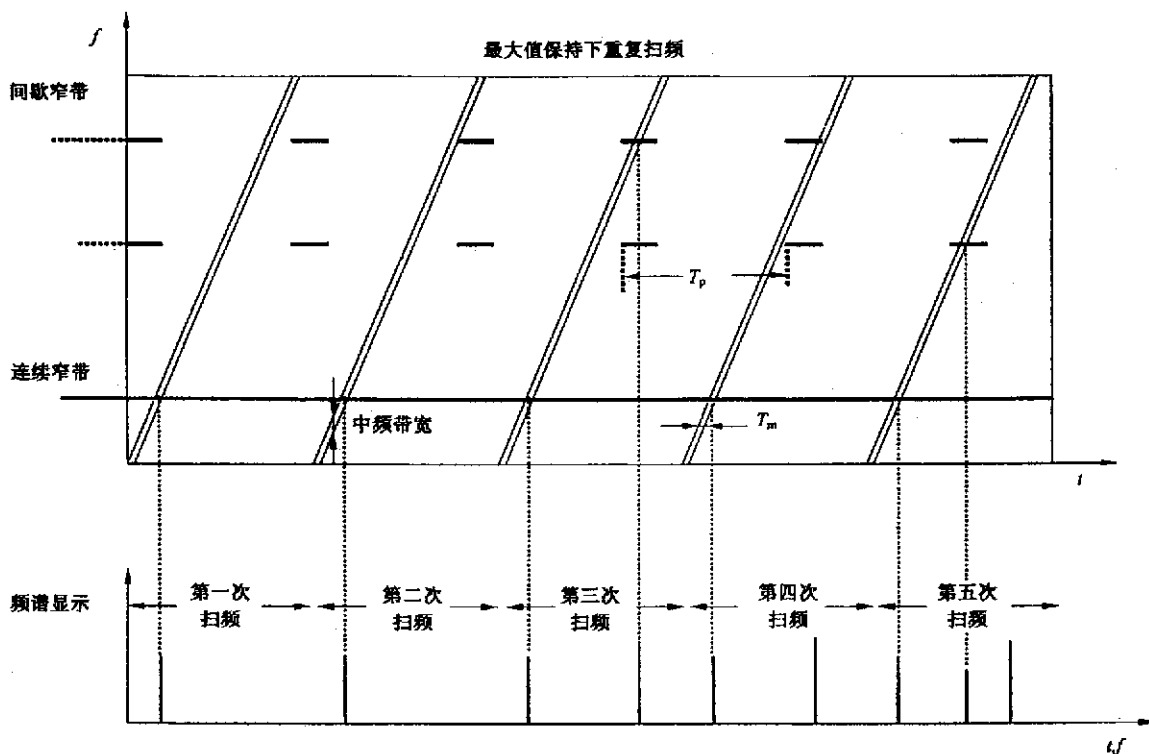 f
最大值保持下重复扫频
间歇窄带
Tp
连续窄带
中频带宽
Tm
t
频谱显示
第一次
扫频
第二次
扫频
第三次
扫频
第四次
扫频
第五次
扫频
t,f